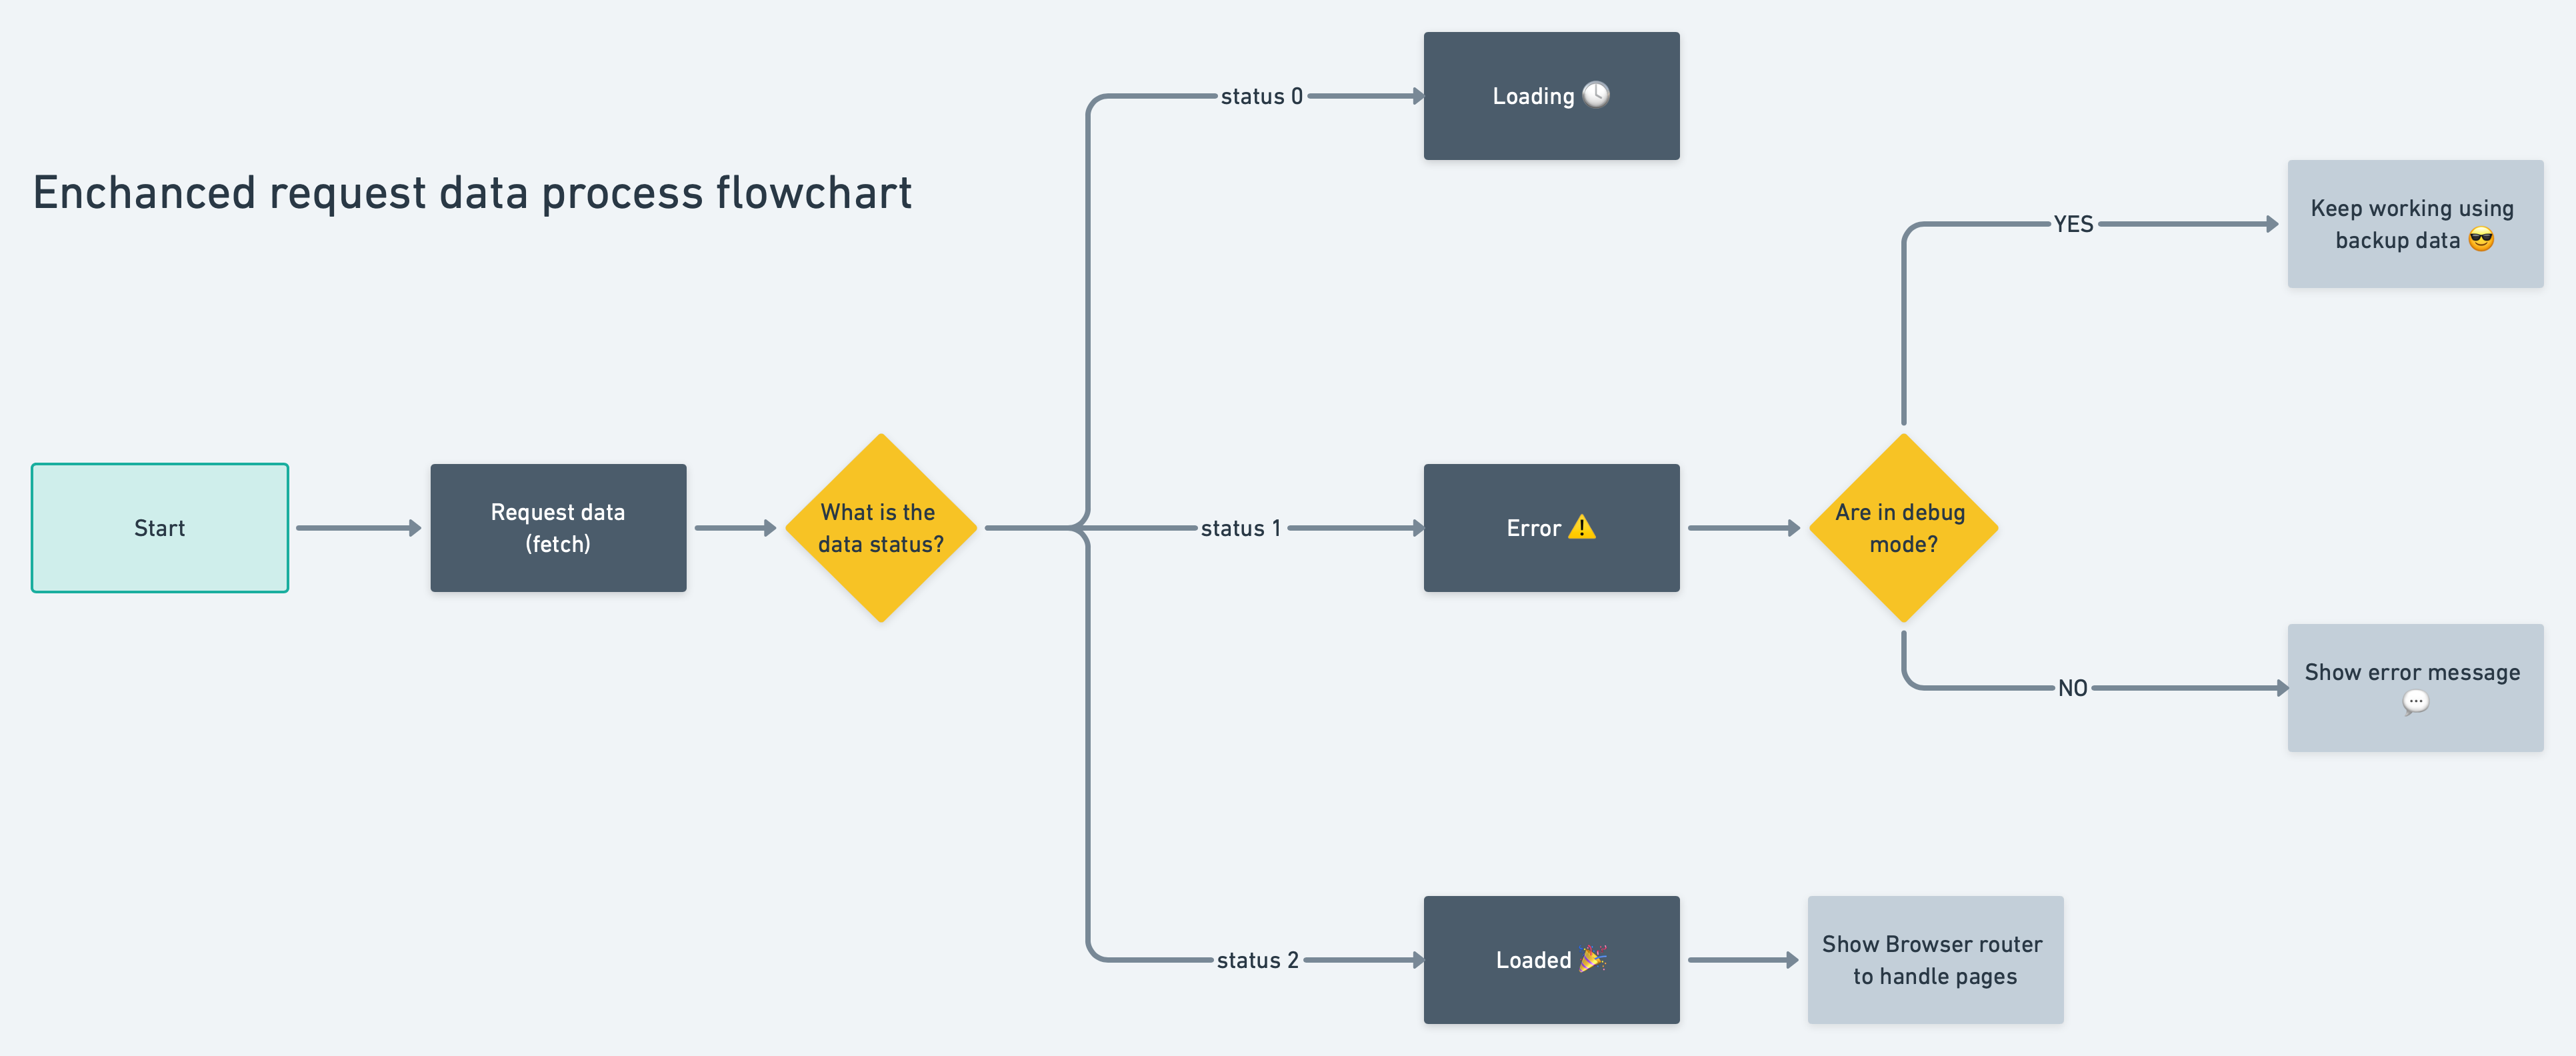 Enchanced request data process flowchart
Start
Request data
(fetch)
What is the
data status?
status 0
Loading 🕓
status 1
Error ⚠️
Are in debug
mode?
YES
Keep working using
backup data 😎
NO
Show error message
💬
status 2
Loaded 🎉
Show Browser router
to handle pages